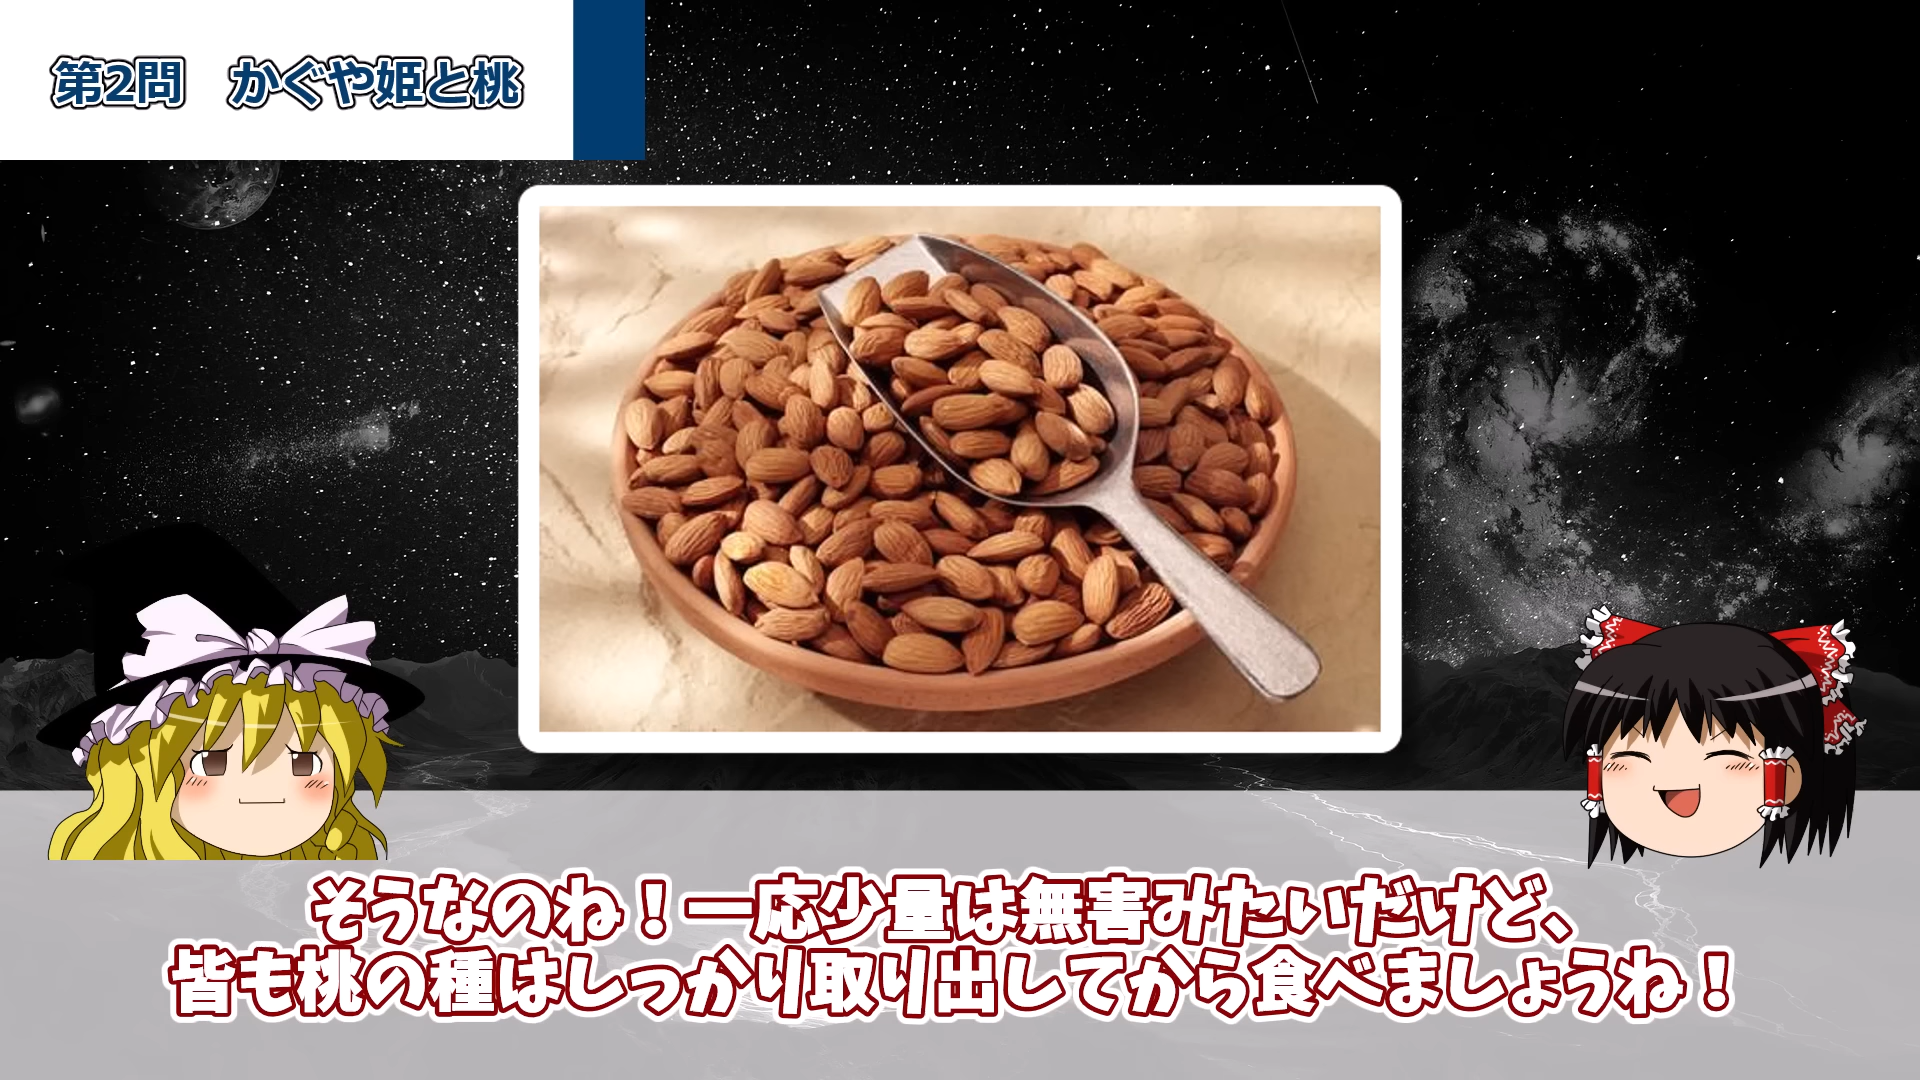 第2問　かぐや姫と桃
そうなのね！一応少量は無害みたいだけど、
皆も桃の種はしっかり取り出してから食べましょうね！